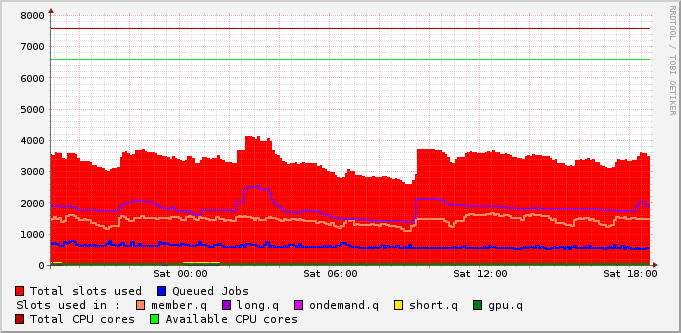 8000
7000
6000
5000
4000
3000
2000
1000
0
Sat 00:00 Sat 06:00 Sat 12:00 Sat 18:00
RRDTOOL / TOBI OETIKER
Total slots used Queued Jobs
Slots used in : member.q long.q ondemand.q short.q gpu.q
Total CPU cores Available CPU cores